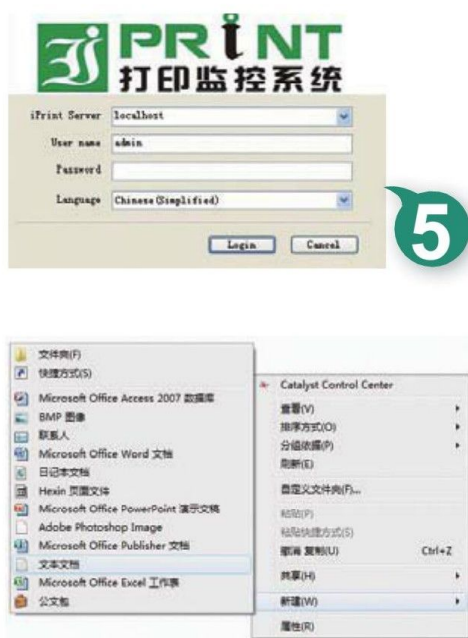 PRiNT
打印监控系统
iPrint Server localhost
User name admin
Password
Language Chinese(Simplified)
Login Cancel
5
文件夹(F)
快捷方式(S)
Microsoft Office Access 2007 数据库
BMP 图像
联系人
Microsoft Office Word 文档
日记本文档
Hexin 页面文件
Microsoft Office PowerPoint 演示文稿
Adobe Photoshop Image
Microsoft Office Publisher 文档
文本文档
Microsoft Office Excel 工作表
公文包
Catalyst Control Center
查看(V)
排序方式(O)
分组依据(P)
刷新(E)
自定义文件夹(F)...
粘贴(P)
粘贴快捷方式(S)
撤消 复制(U) Ctrl+Z
共享(H)
新建(W)
属性(R)